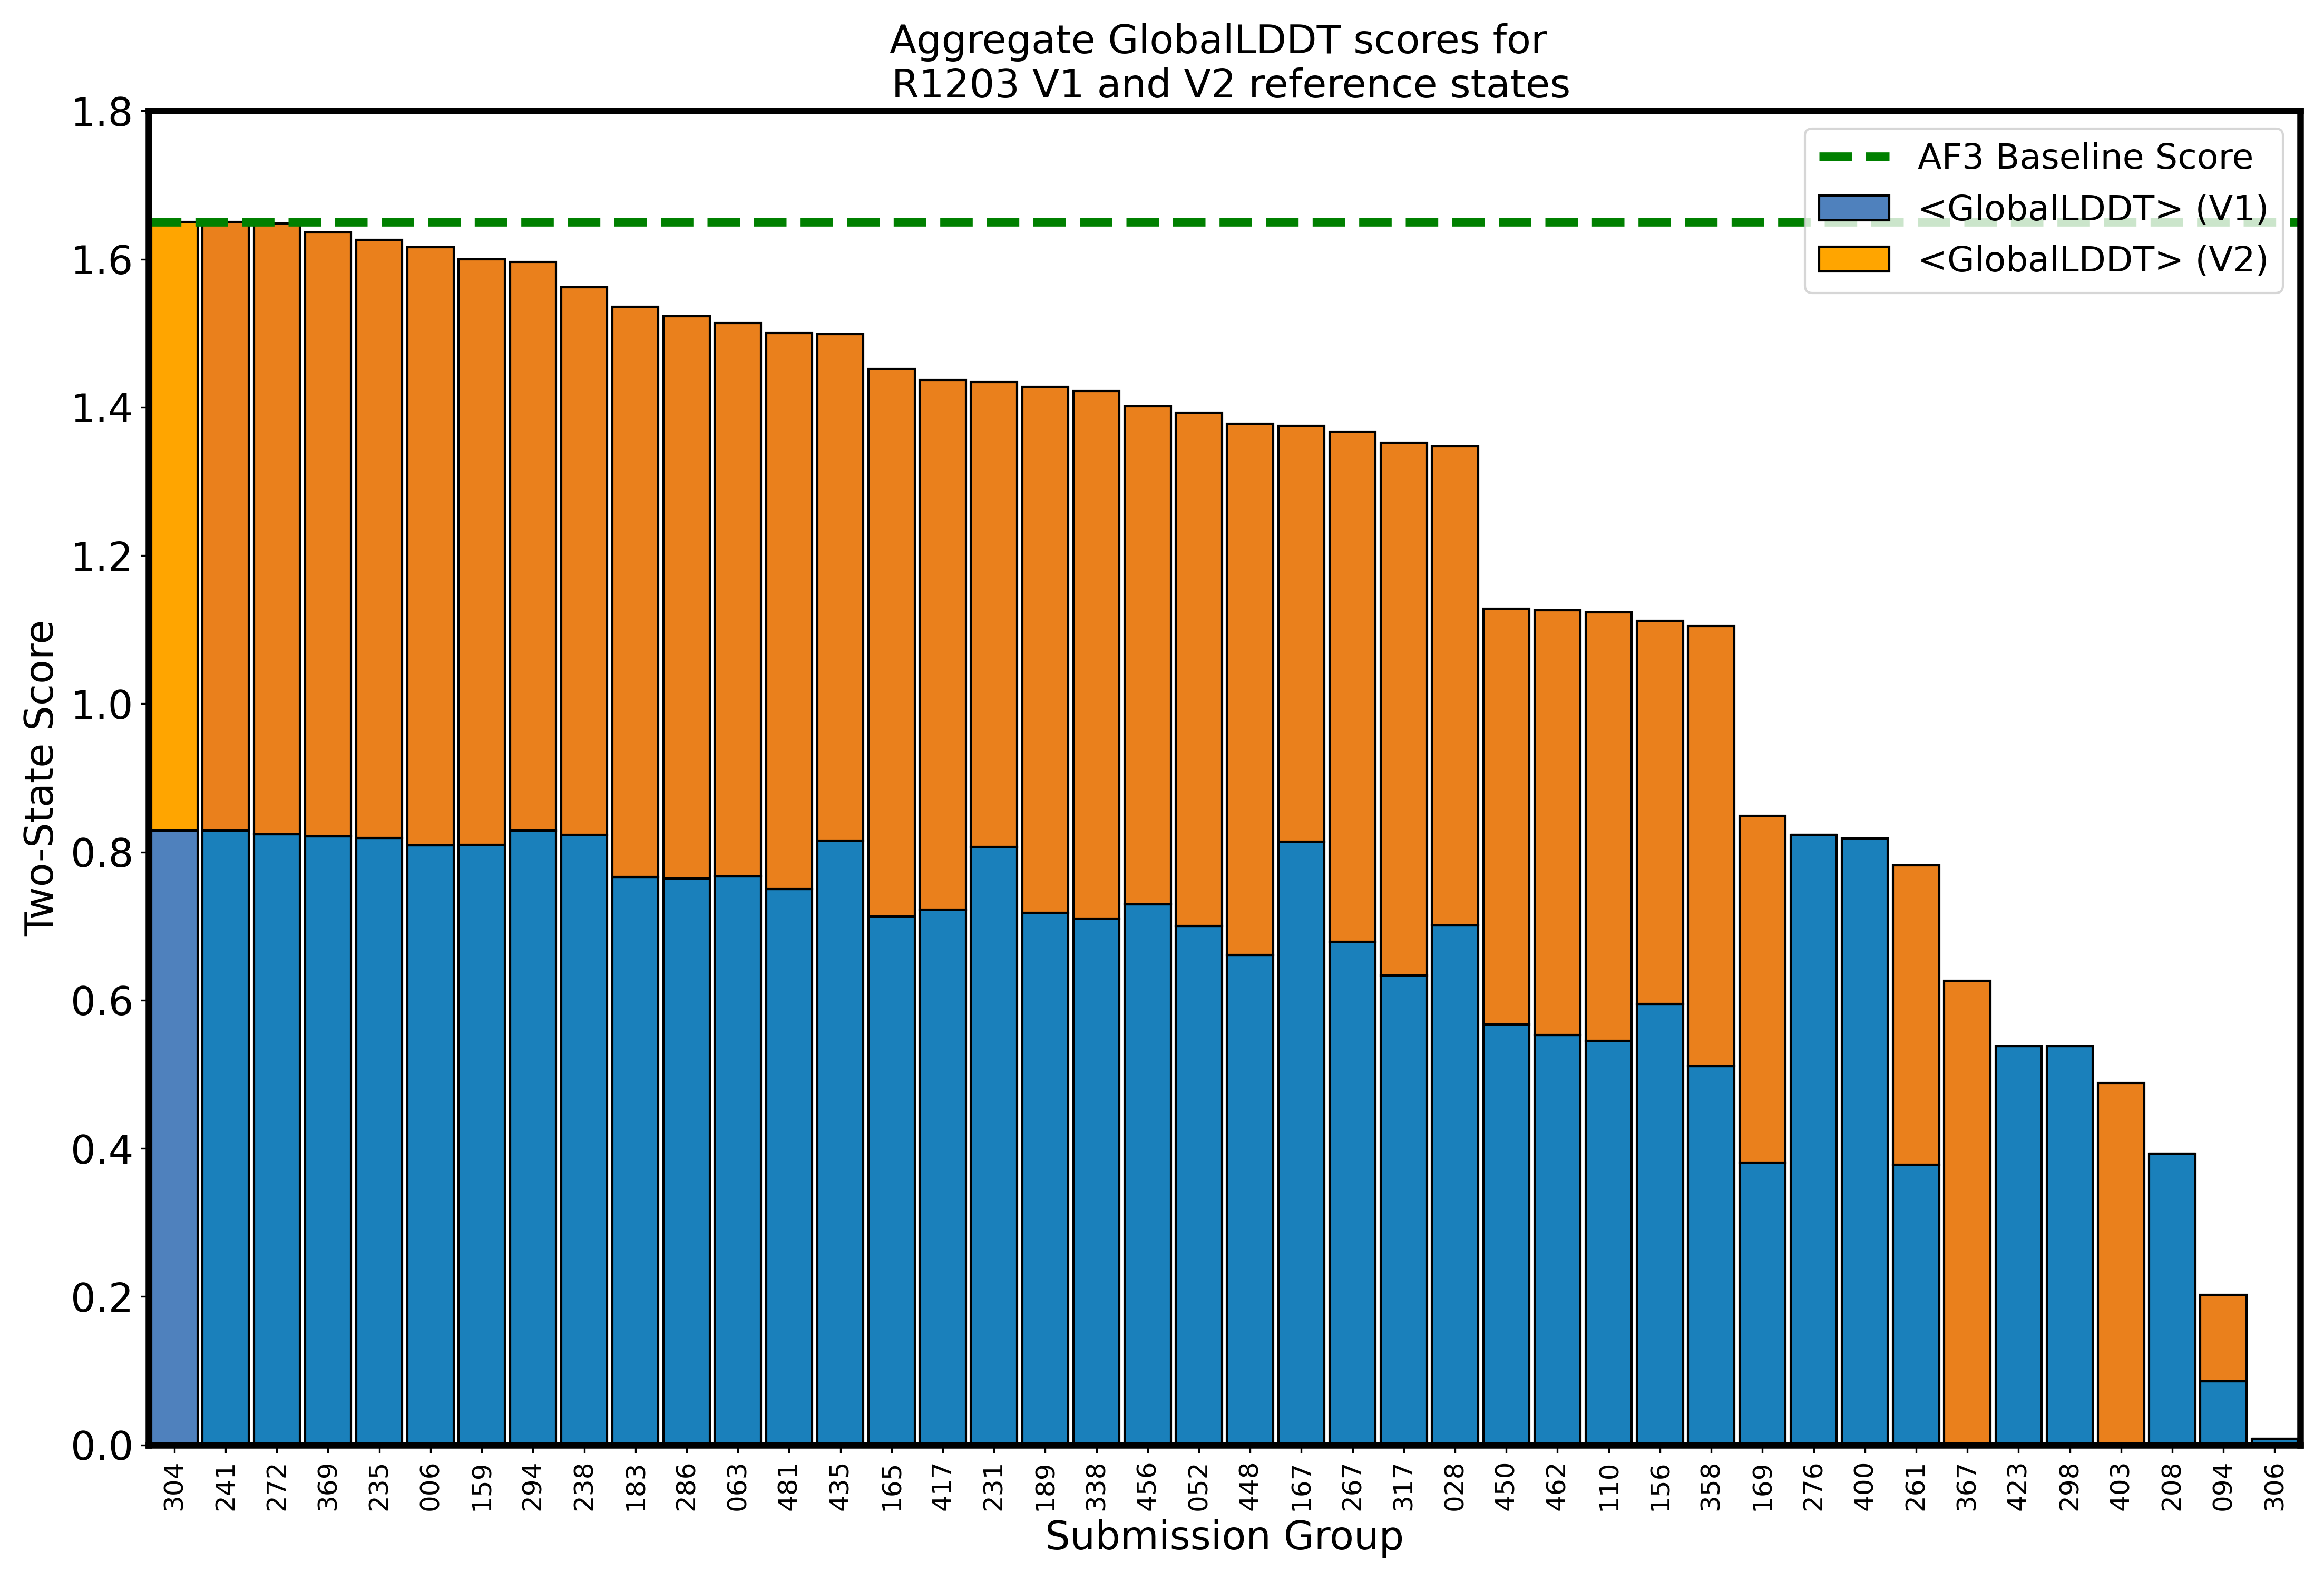 Aggregate GlobalLDDT scores for
R1203 V1 and V2 reference states
AF3 Baseline Score
<GlobalLDDT> (V1)
<GlobalLDDT> (V2)
Two-State Score
1.8
1.6
1.4
1.2
1.0
0.8
0.6
0.4
0.2
0.0
304 241 272 369 235 006 159 294 238 183 286 063 481 435 165 417 231 189 338 456 052 448 167 267 317 028 450 462 110 156 358 169 276 400 261 367 423 298 403 208 094 306
Submission Group